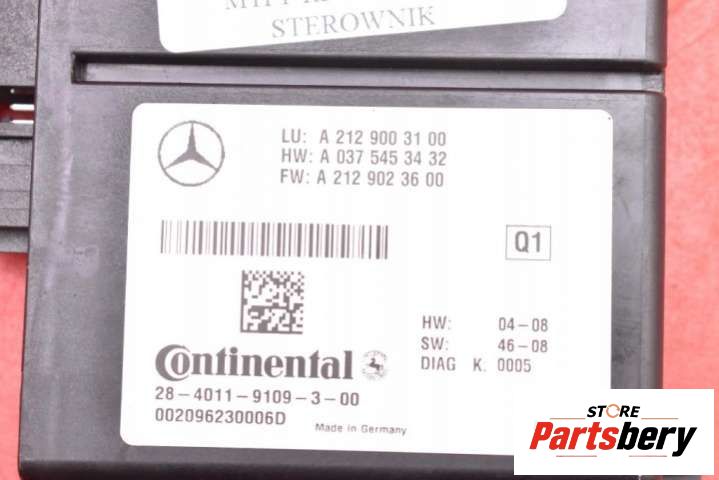 STEROWNIK
LU: A 212 900 31 00
HW: A 037 545 34 32
FW: A 212 902 36 00
Q1
HW: 04-08
SW: 46-08
DIAG K. 0005
Continental
28-4011-9109-3-00
002096230006D
Made in Germany
STORE
Partsbery